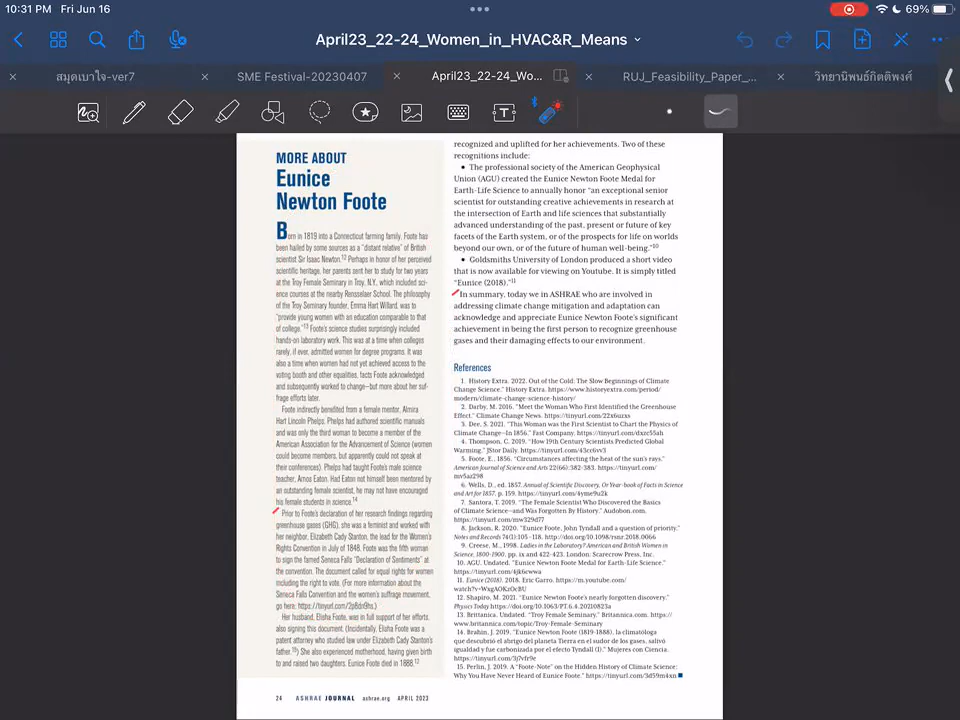 10:31 PM Fri Jun 16
69%
April23_22-24_Women_in_HVAC&R_Means
สมุดเบาใจ-ver7
SME Festival-20230407
April23_22-24_Wo...
RUJ_Feasibility_Paper_...
วิทยานิพนธ์กิตติพศ์
MORE ABOUT
Eunice
Newton Foote
Born in 1819 into a Connecticut farming family, Foote has
been hailed by some sources as a “distant relative” of British
scientist Sir Isaac Newton.12 Perhaps in honor of her perceived
scientific heritage, her parents sent her to study for two years
at the Troy Female Seminary in Troy, N.Y., which included sci-
ence courses at the nearby Rensselaer School. The philosophy
of the Troy Seminary founder, Emma Hart Willard, was to
“provide young women with an education comparable to that
of college.”13 Foote’s science studies surprisingly included
hands-on laboratory work. This was at a time when colleges
rarely, if ever, admitted women for degree programs. It was
also a time when women had not yet achieved access to the
voting booth and other equalities, facts Foote acknowledged
and subsequently worked to change—but more about her suf-
frage efforts later.
Foote indirectly benefited from a female mentor, Almira
Hart Lincoln Phelps. Phelps had authored scientific manuals
and was only the third woman to become a member of the
American Association for the Advancement of Science (women
could become members, but apparently could not speak at
their conferences). Phelps had taught Foote’s male science
teacher, Amos Eaton. Had Eaton not himself been mentored by
an outstanding female scientist, he may not have encouraged
his female students in science.14
Prior to Foote’s declaration of her research findings regarding
greenhouse gases (GHG), she was a feminist and worked with
her neighbor, Elizabeth Cady Stanton, the lead for the Women’s
Rights Convention in July of 1848. Foote was the fifth woman
to sign the famed Seneca Falls “Declaration of Sentiments” at
the convention. The document called for equal rights for women
including the right to vote. (For more information about the
Seneca Falls Convention and the women’s suffrage movement,
go here: https://tinyurl.com/2p8dn9hs.)
Her husband, Elisha Foote, was in full support of her efforts,
also signing this document. (Incidentally, Elisha Foote was a
patent attorney who studied law under Elizabeth Cady Stanton’s
father.15) She also experienced motherhood, having given birth
to and raised two daughters. Eunice Foote died in 1888.12
recognized and uplifted for her achievements. Two of these
recognitions include:
• The professional society of the American Geophysical
Union (AGU) created the Eunice Newton Foote Medal for
Earth-Life Science to annually honor “an exceptional senior
scientist for outstanding creative achievements in research at
the intersection of Earth and life sciences that substantially
advanced understanding of the past, present or future of key
facets of the Earth system, or of the prospects for life on worlds
beyond our own, or of the future of human well-being.”10
• Goldsmiths University of London produced a short video
that is now available for viewing on Youtube. It is simply titled
“Eunice (2018).”11
In summary, today we in ASHRAE who are involved in
addressing climate change mitigation and adaptation can
acknowledge and appreciate Eunice Newton Foote’s significant
achievement in being the first person to recognize greenhouse
gases and their damaging effects to our environment.
References
1. History Extra. 2022. Out of the Cold: The Slow Beginnings of Climate
Change Science.” History Extra. https://www.historyextra.com/period/
modern/climate-change-science-history/
2. Darby, M. 2016. “Meet the Woman Who First Identified the Greenhouse
Effect.” Climate Change News. https://tinyurl.com/22x6uzxs
3. Dee, S. 2021. “This Woman was the First Scientist to Chart the Physics of
Climate Change—In 1856.” Fast Company. https://tinyurl.com/dxzc55ah
4. Thompson, C. 2019. “How 19th Century Scientists Predicted Global
Warming.” JStor Daily. https://tinyurl.com/43cc6vv3
5. Foote, E., 1856. “Circumstances affecting the heat of the sun’s rays.”
American Journal of Science and Arts 22(66):382-383. https://tinyurl.com/
mv5az298
6. Wells, D., ed. 1857. Annual of Scientific Discovery, Or Year-book of Facts in Science
and Art for 1857. p. 159. https://tinyurl.com/4yme9u2k
7. Santora, T. 2019. “The Female Scientist Who Discovered the Basics
of Climate Science—and Was Forgotten By History.” Audobon.com.
https://tinyurl.com/mw329d77
8. Jackson, R. 2020. “Eunice Foote, John Tyndall and a question of priority.”
Notes and Records 74(1):105-118. http://doi.org/10.1098/rsnr.2018.0066
9. Creese, M., 1998. Ladies in the Laboratory? American and British Women in
Science, 1800-1900. pp. ix and 422-423. London: Scarecrow Press, Inc.
10. AGU. Undated. “Eunice Newton Foote Medal for Earth-Life Science.”
https://tinyurl.com/4jk6cwwa
11. Eunice (2018). 2018. Eric Garro. https://m.youtube.com/
watch?v=WxgAOKzOcBU
12. Shapiro, M. 2021. “Eunice Newton Foote’s nearly forgotten discovery.”
Physics Today https://doi.org/10.1063/PT.6.4.20210823a
13. Brittanica. Undated. “Troy Female Seminary.” Britannica.com. https://
www.britannica.com/topic/Troy-Female-Seminary
14. Brahin, J. 2019. “Eunice Newton Foote (1819-1888), la climatóloga
que descubrió el abrigo del planeta Tierra en el sudor de los gases, salivó
igualdad y fue carbonizada por el efecto Tyndall (I).” Mujeres con Ciencia.
https://tinyurl.com/3j7vfr9e
15. Perlin, J. 2019. A “Foote-Note” on the Hidden History of Climate Science:
Why You Have Never Heard of Eunice Foote.” https://tinyurl.com/3d59m4xn
24 ASHRAE JOURNAL ashrae.org APRIL 2023